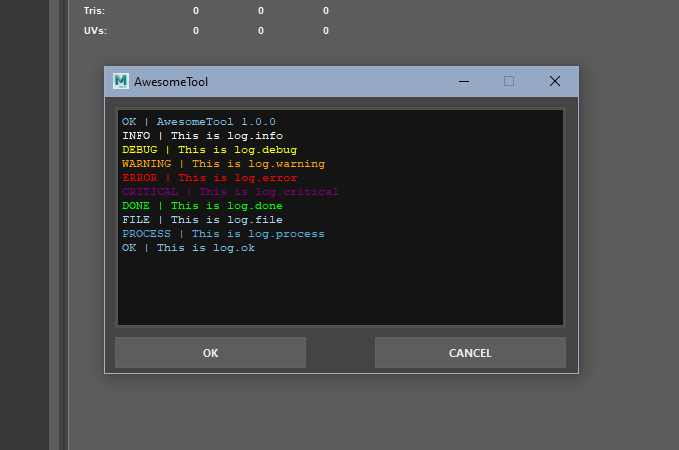 Tris: 0 0 0
UVs: 0 0 0
M AwesomeTool
OK | AwesomeTool 1.0.0
INFO | This is log.info
DEBUG | This is log.debug
WARNING | This is log.warning
ERROR | This is log.error
CRITICAL | This is log.critical
DONE | This is log.done
FILE | This is log.file
PROCESS | This is log.process
OK | This is log.ok
OK CANCEL